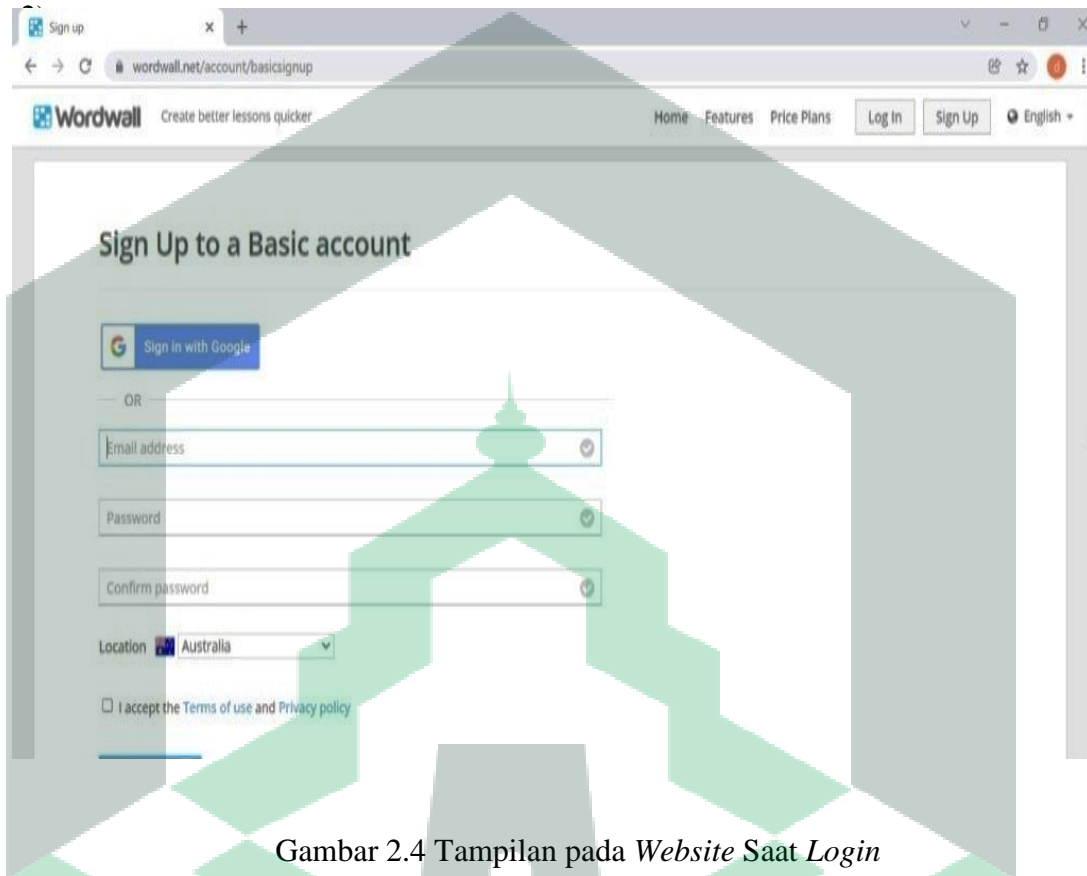 Sign up
wordwall.net/account/basicsignup
d
Wordwall Create better lessons quicker Home Features Price Plans Log In Sign Up English
Sign Up to a Basic account
G Sign in with Google
OR
Email address
Password
Confirm password
Location Australia
I accept the Terms of use and Privacy policy
Gambar 2.4 Tampilan pada Website Saat Login